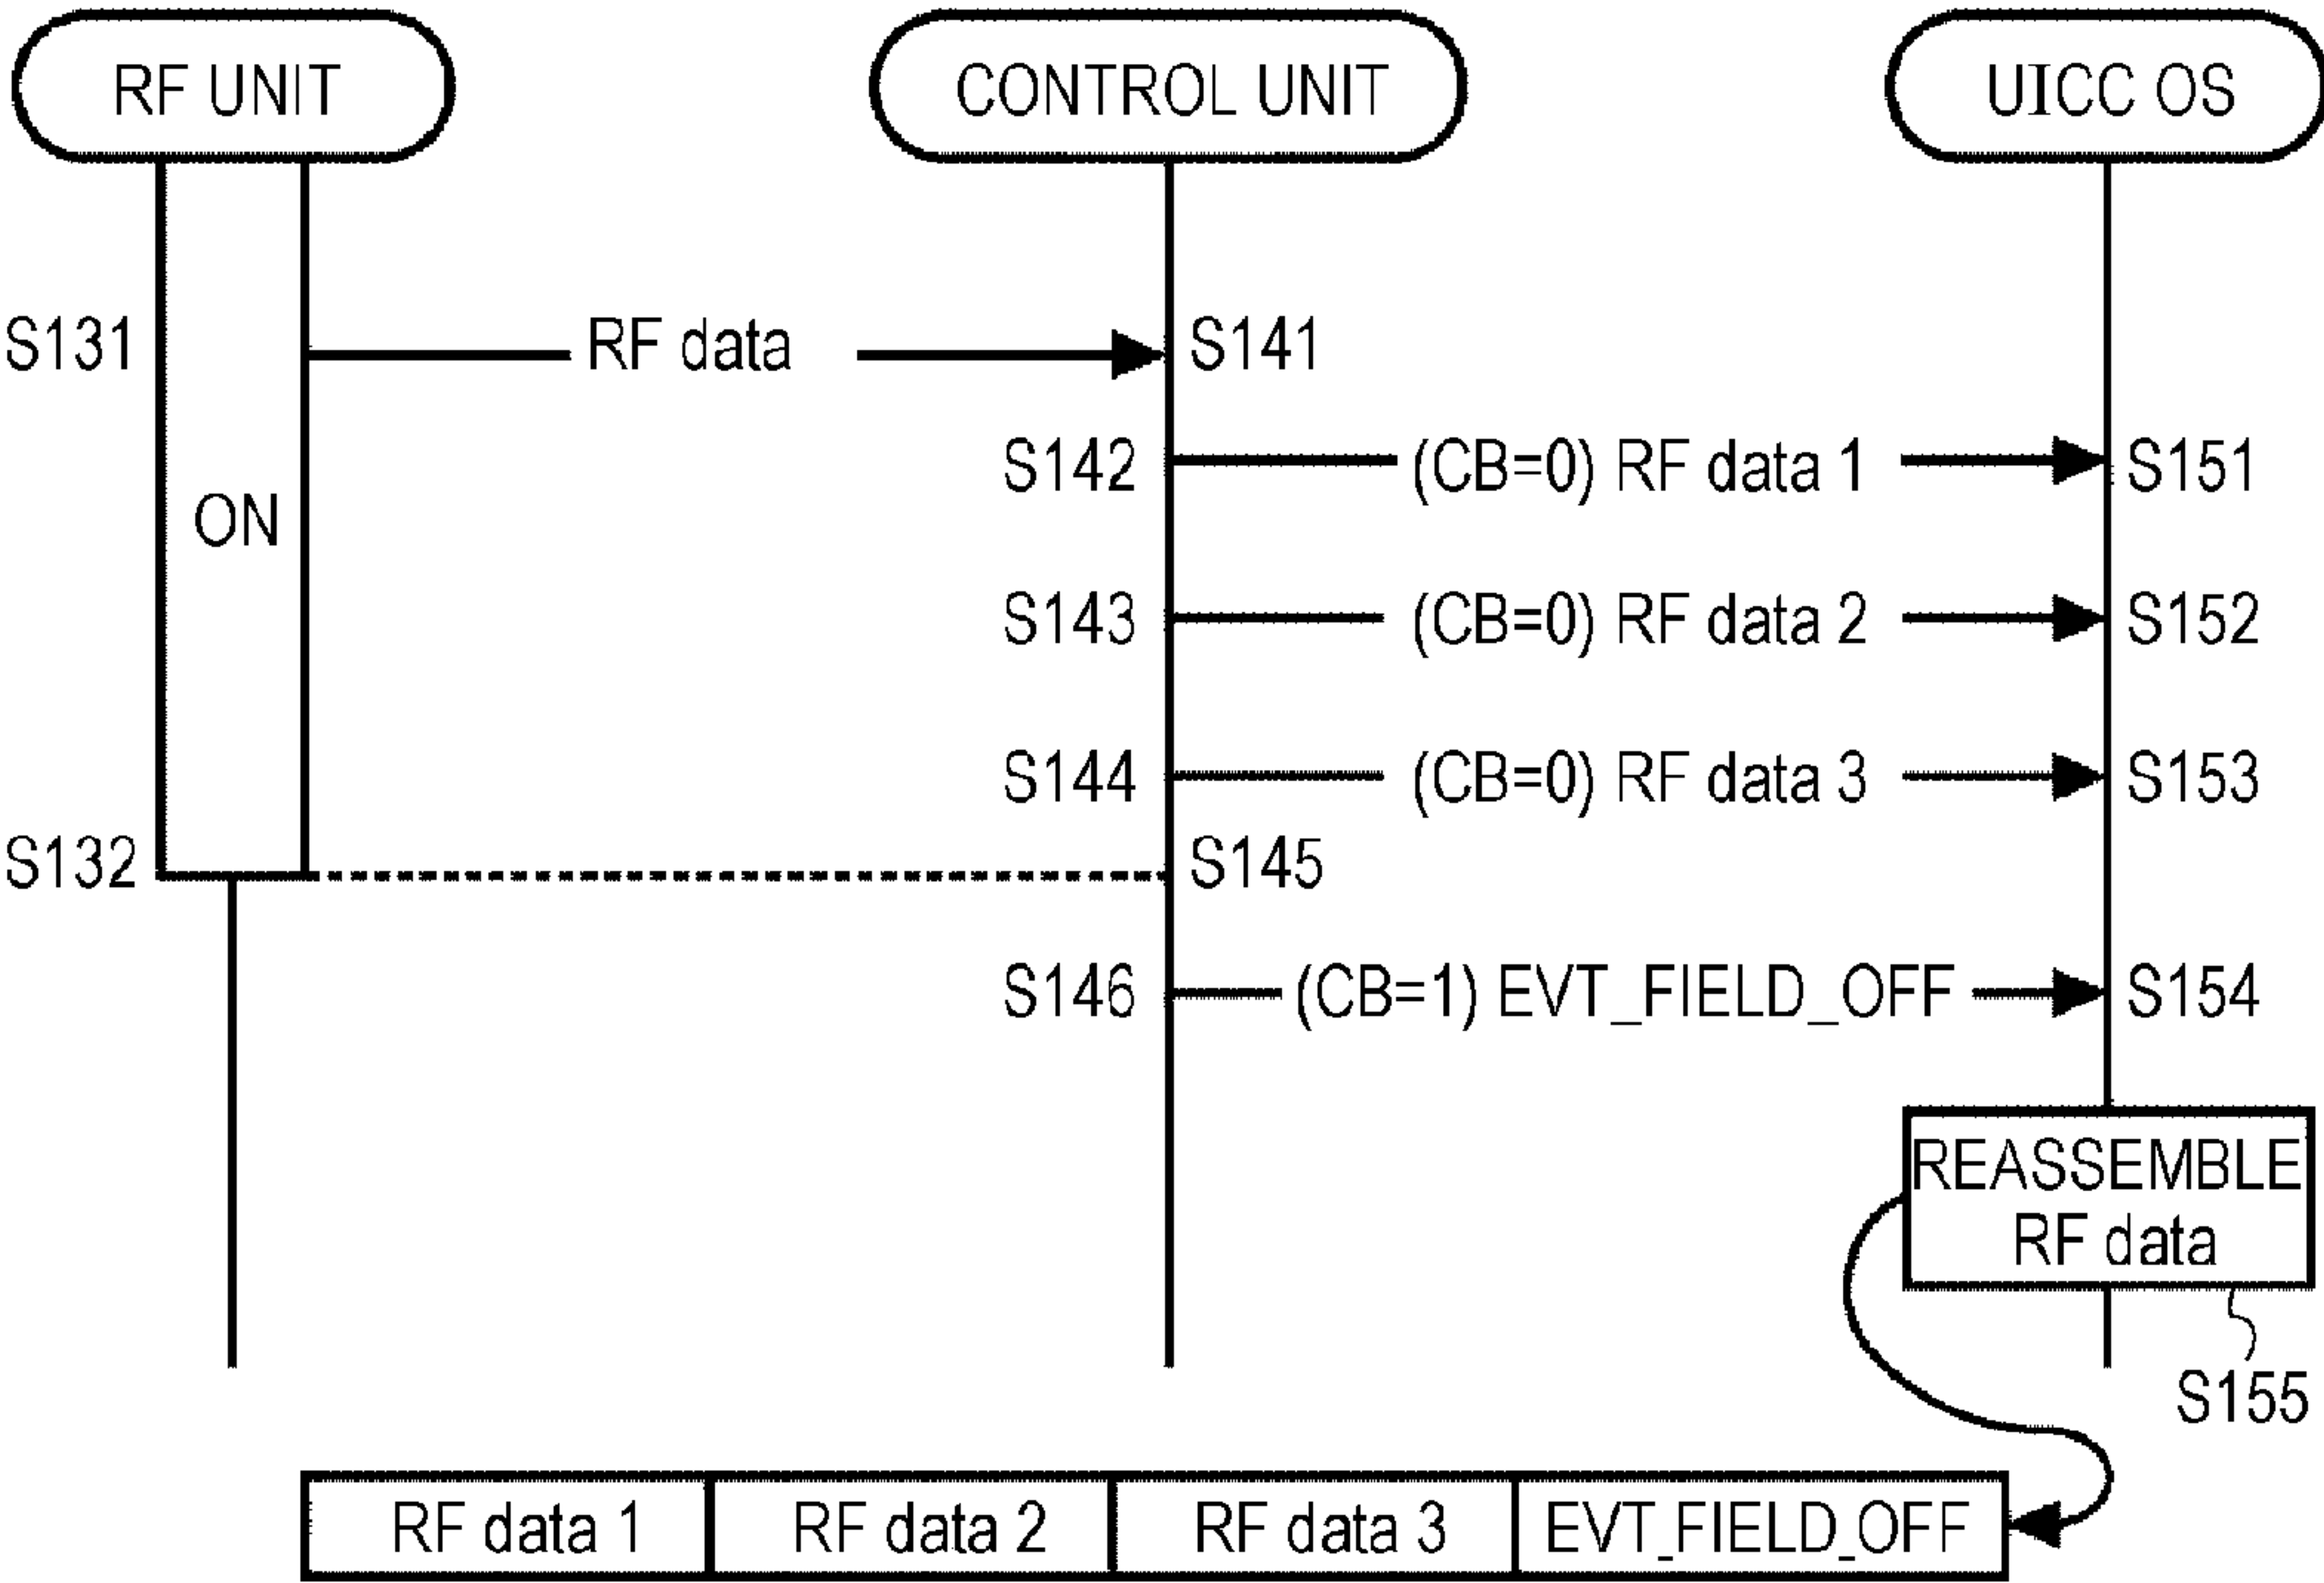 RF UNIT
CONTROL UNIT
UICC OS
S131
RF data
S141
S142
(CB=0) RF data 1
S151
ON
S143
(CB=0) RF data 2
S152
S144
(CB=0) RF data 3
S153
S132
S145
S146
(CB=1) EVT_FIELD_OFF
S154
REASSEMBLE
RF data
S155
RF data 1
RF data 2
RF data 3
EVT_FIELD_OFF